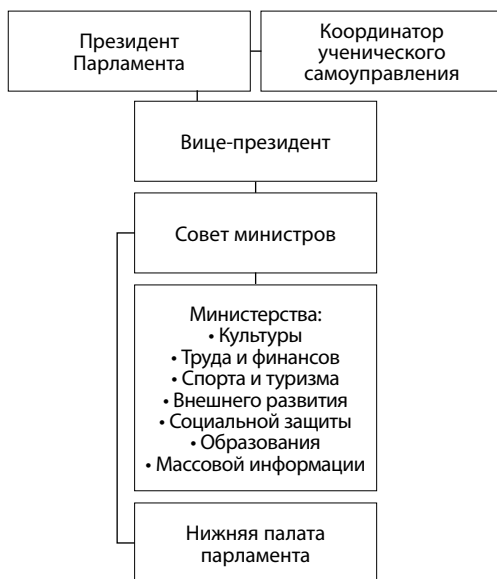 Президент
Парламента
Координатор
ученического
самоуправления
Вице-президент
Совет министров
Министерства:
• Культуры
• Труда и финансов
• Спорта и туризма
• Внешнего развития
• Социальной защиты
• Образования
• Массовой информации
Нижняя палата
парламента